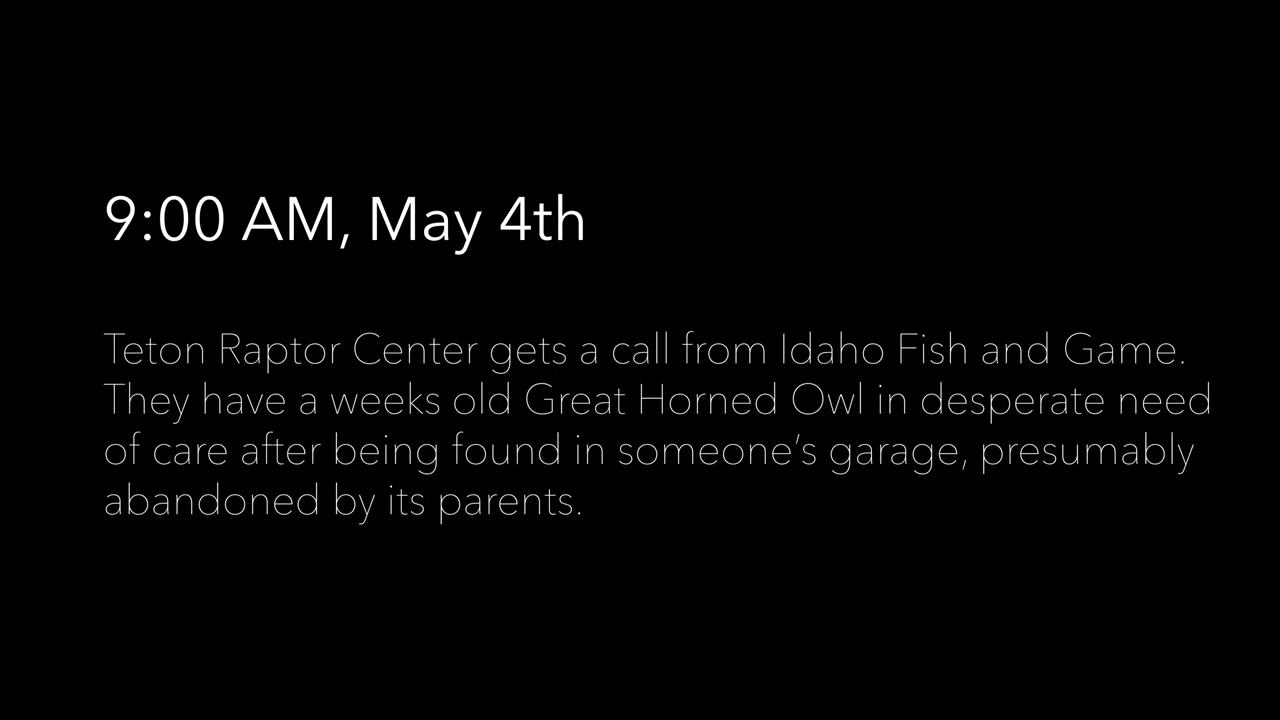 9:00 AM, May 4th
Teton Raptor Center gets a call from Idaho Fish and Game.
They have a weeks old Great Horned Owl in desperate need
of care after being found in someone’s garage, presumably
abandoned by its parents.